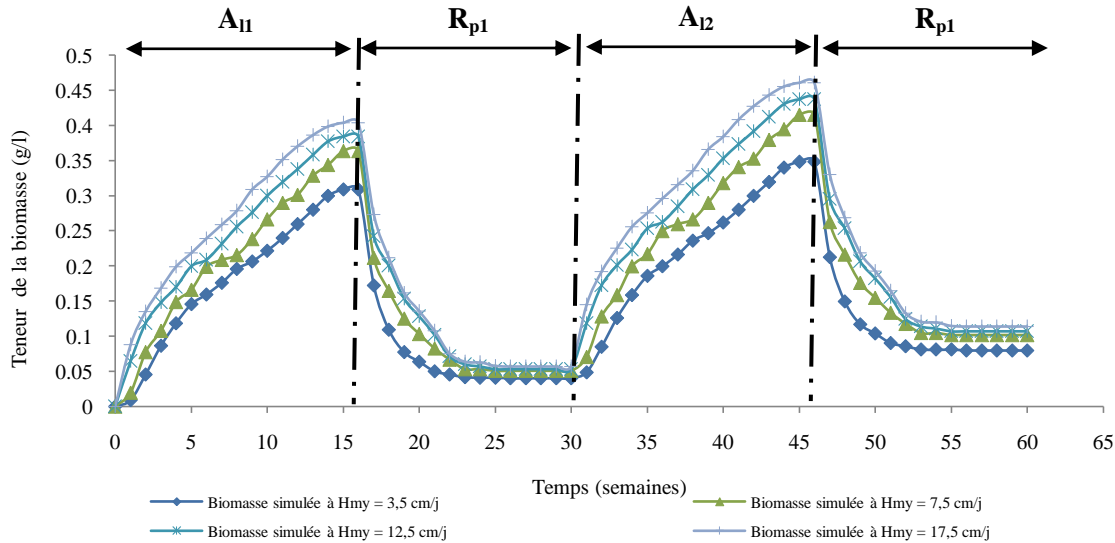 A₁₁ Rp1 A₁₂ Rp1
Teneur de la biomasse (g/l)
0.5
0.45
0.4
0.35
0.3
0.25
0.2
0.15
0.1
0.05
0
0 5 10 15 20 25 30 35 40 45 50 55 60 65
Temps (semaines)
Biomasse simulée à Hmy = 3,5 cm/j Biomasse simulée à Hmy = 7,5 cm/j
Biomasse simulée à Hmy = 12,5 cm/j Biomasse simulée à Hmy = 17,5 cm/j